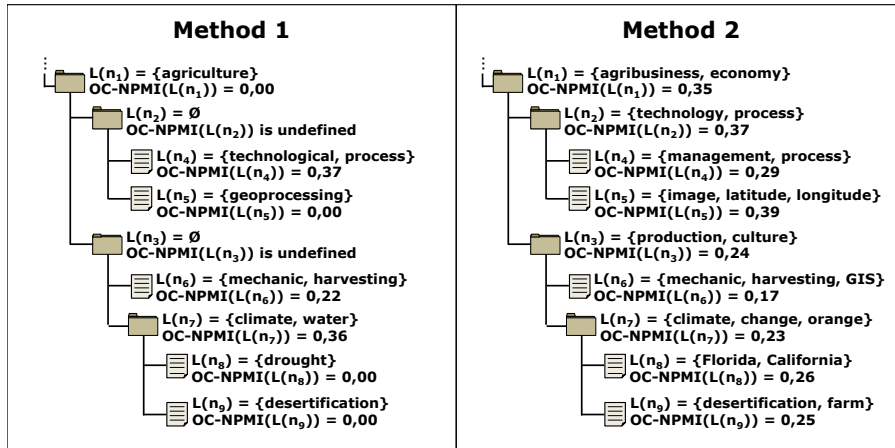 Method 1
L(n₁) = {agriculture}
OC-NPMI(L(n₁)) = 0,00
L(n₂) = Ø
OC-NPMI(L(n₂)) is undefined
L(n₄) = {technological, process}
OC-NPMI(L(n₄)) = 0,37
L(n₅) = {geoprocessing}
OC-NPMI(L(n₅)) = 0,00
L(n₃) = Ø
OC-NPMI(L(n₃)) is undefined
L(n₆) = {mechanic, harvesting}
OC-NPMI(L(n₆)) = 0,22
L(n₇) = {climate, water}
OC-NPMI(L(n₇)) = 0,36
L(n₈) = {drought}
OC-NPMI(L(n₈)) = 0,00
L(n₉) = {desertification}
OC-NPMI(L(n₉)) = 0,00
Method 2
L(n₁) = {agribusiness, economy}
OC-NPMI(L(n₁) = 0,35
L(n₂) = {technology, process}
OC-NPMI(L(n₂)) = 0,37
L(n₄) = {management, process}
OC-NPMI(L(n₄)) = 0,29
L(n₅) = {image, latitude, longitude}
OC-NPMI(L(n₅)) = 0,39
L(n₃) = {production, culture}
OC-NPMI(L(n₃)) = 0,24
L(n₆) = {mechanic, harvesting, GIS}
OC-NPMI(L(n₆)) = 0,17
L(n₇) = {climate, change, orange}
OC-NPMI(L(n₇)) = 0,23
L(n₈) = {Florida, California}
OC-NPMI(L(n₈)) = 0,26
L(n₉) = {desertification, farm}
OC-NPMI(L(n₉)) = 0,25